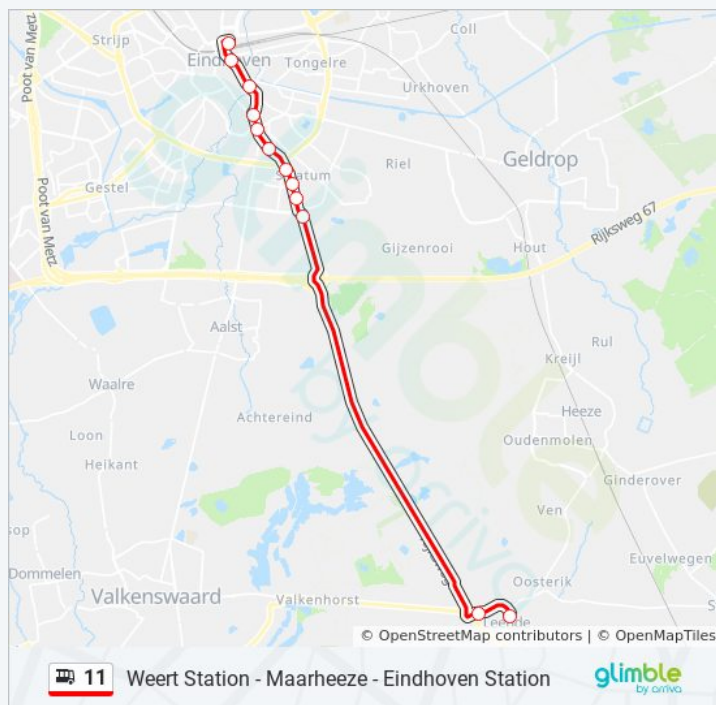 Coll
Strijp
Eindhoven
Tongelre
Poot van Metz
Urkhoven
Riel
Geldrop
Gestel
Stratum
Poot van Metz
Rijksweg 67
Gijzenrooi
Hout
Aalst
Rul
Kreijl
Waalre
Heeze
Achtereind
Loon
Oudenmolen
Heikant
Ginderover
Ven
Euvelwegen
Dommelen
Oosterik
Valkenswaard
Valkenhorst
Leende
© OpenStreetMap contributors | © OpenMapTiles
11 Weert Station - Maarheeze - Eindhoven Station
glimble
by arriva